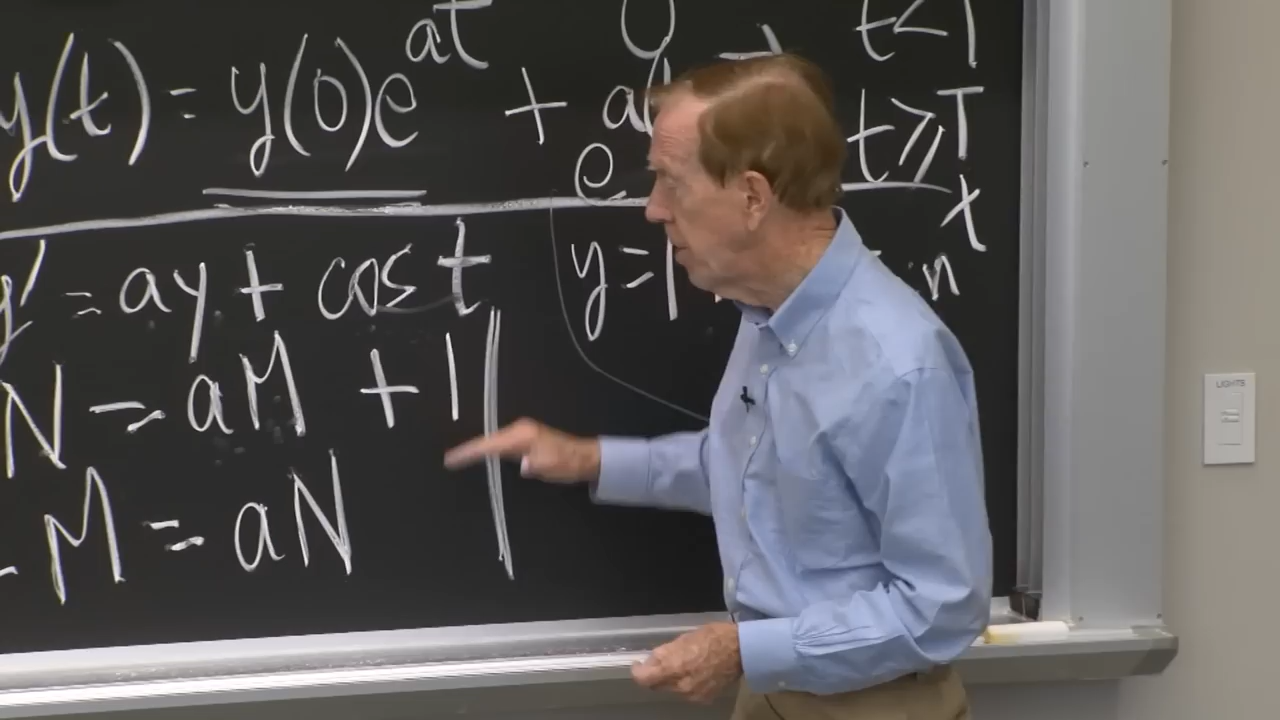 y(t) = y(0)e^{at} +
t<T
t≥T
y' = ay + cos t
y=
N = aM + 1
-M = aN
LIGHTS